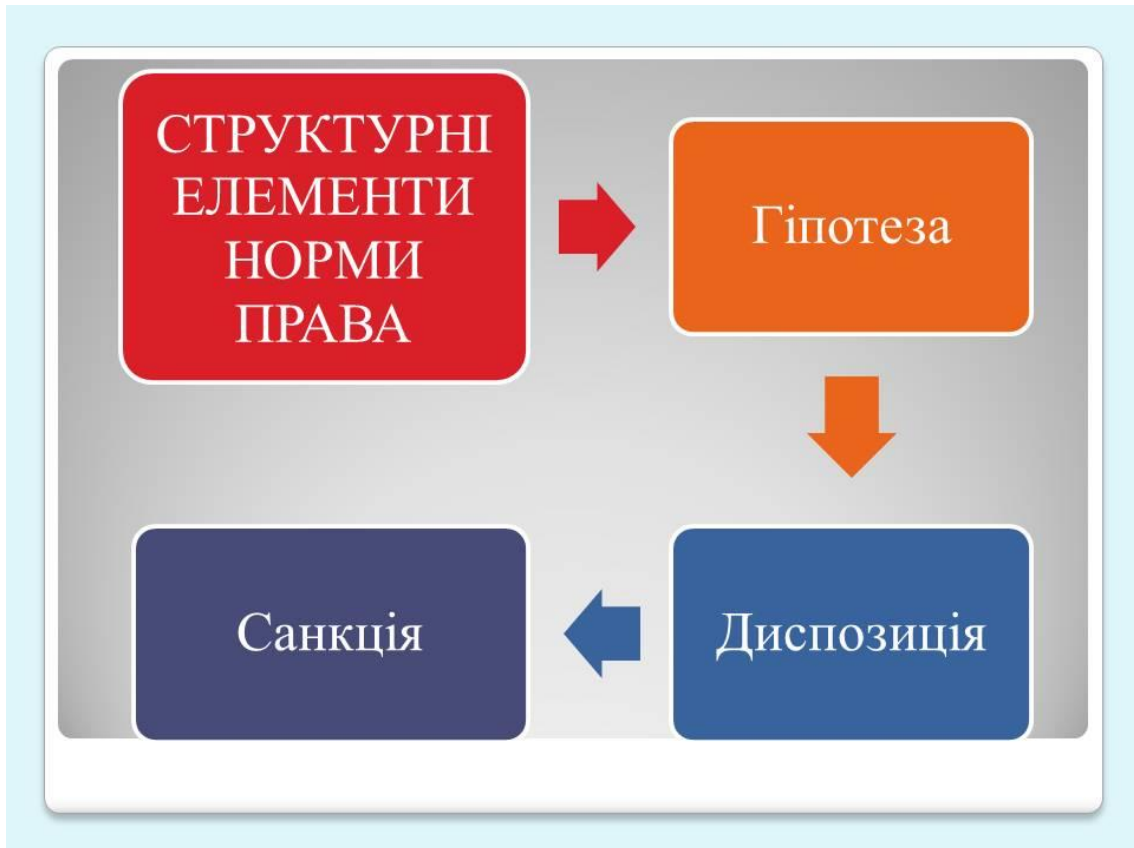 СТРУКТУРНІ
ЕЛЕМЕНТИ
НОРМИ
ПРАВА
Гіпотеза
Диспозиція
Санкція